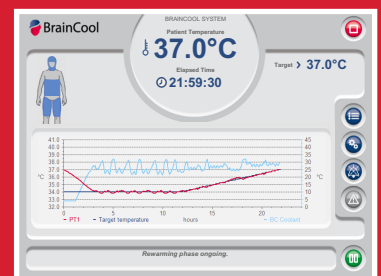 BrainCool
BRAINCOOL SYSTEM
Patient Temperature
37.0°C
Elapsed Time
21:59:30
Target > 37.0°C
41.0
40.0
39.0
38.0
37.0
°C
36.0
35.0
34.0
33.0
32.0
45
40
35
30
25
20 °C
15
10
5
0
0 5 10 15 20
- PT1 - Target temperature hours - BC Coolant
Rewarming phase ongoing.